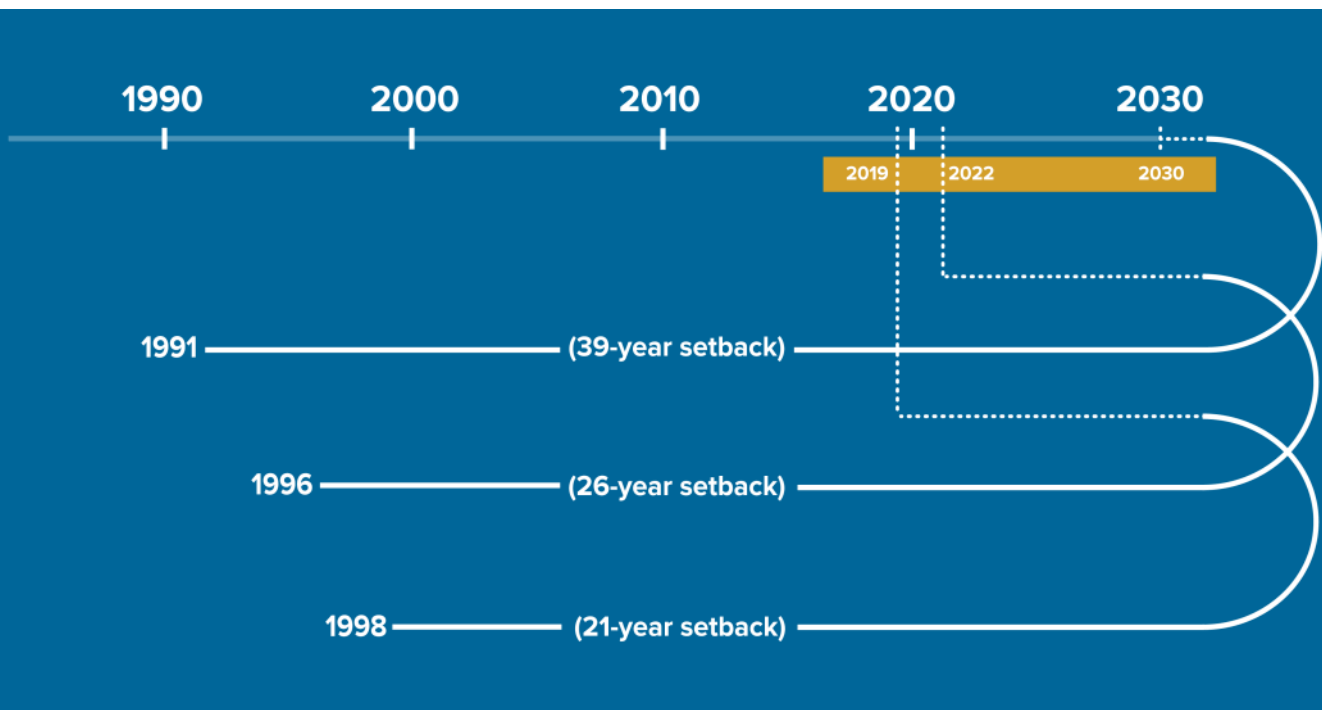 1990 2000 2010 2020 2030
2019 2022 2030
1991 (39-year setback)
1996 (26-year setback)
1998 (21-year setback)